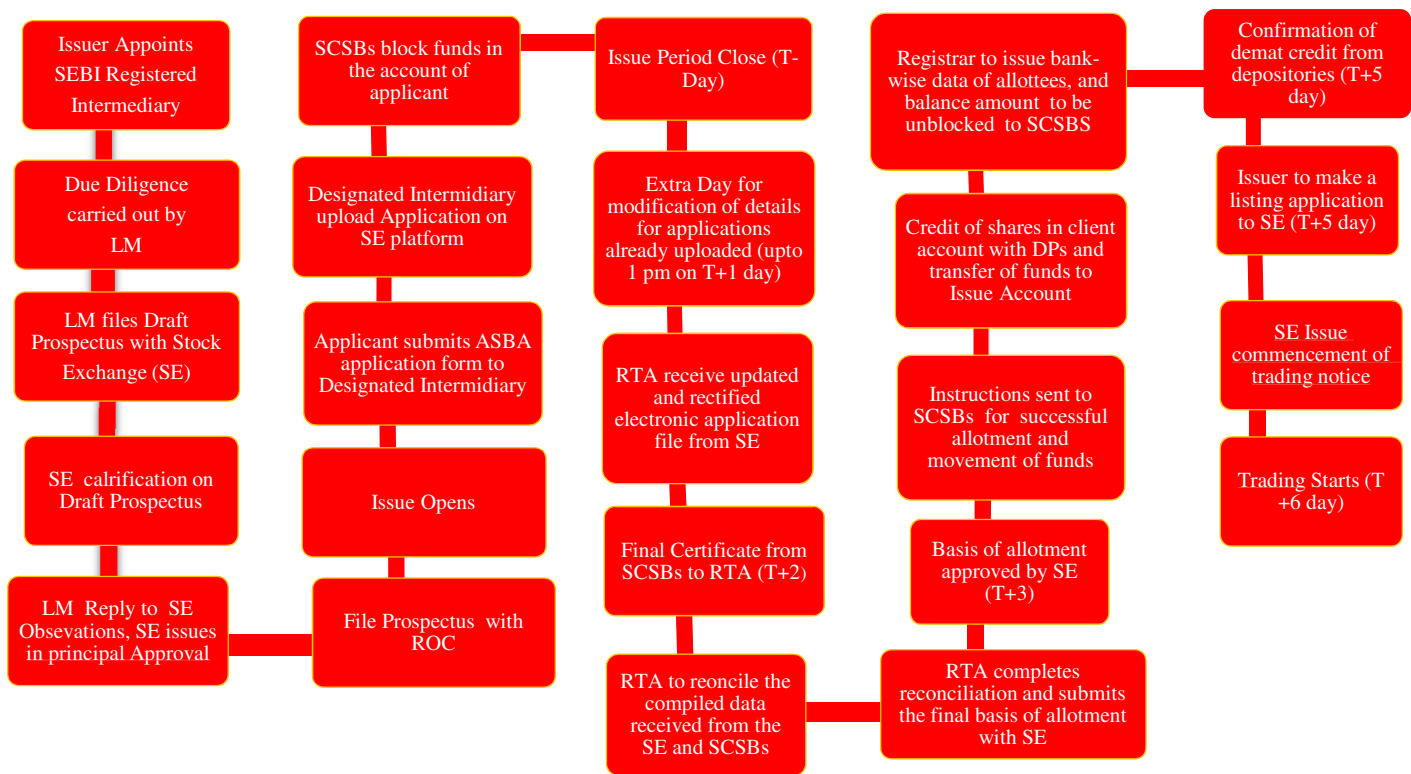 Issuer Appoints
SEBI Registered
Intermediary
Due Diligence
carried out by
LM
LM files Draft
Prospectus with Stock
Exchange (SE)
SE calrification on
Draft Prospectus
LM Reply to SE
Obsevations, SE issues
in principal Approval
File Prospectus with
ROC
Issue Opens
Applicant submits ASBA
application form to
Designated Intermidiary
Designated Intermidiary
upload Application on
SE platform
SCSBs block funds in
the account of
applicant
Issue Period Close (T-
Day)
Extra Day for
modification of details
for applications
already uploaded (upto
1 pm on T+1 day)
RTA receive updated
and rectified
electronic application
file from SE
Final Certificate from
SCSBs to RTA (T+2)
RTA to reconcile the
compiled data
received from the
SE and SCSBs
RTA completes
reconciliation and submits
the final basis of allotment
with SE
Basis of allotment
approved by SE
(T+3)
Instructions sent to
SCSBs for successful
allotment and
movement of funds
Credit of shares in client
account with DPs and
transfer of funds to
Issue Account
Registrar to issue bank-
wise data of allottees, and
balance amount to be
unblocked to SCSBS
Confirmation of
demat credit from
depositories (T+5
day)
Issuer to make a
listing application
to SE (T+5 day)
SE Issue
commencement of
trading notice
Trading Starts (T
+6 day)